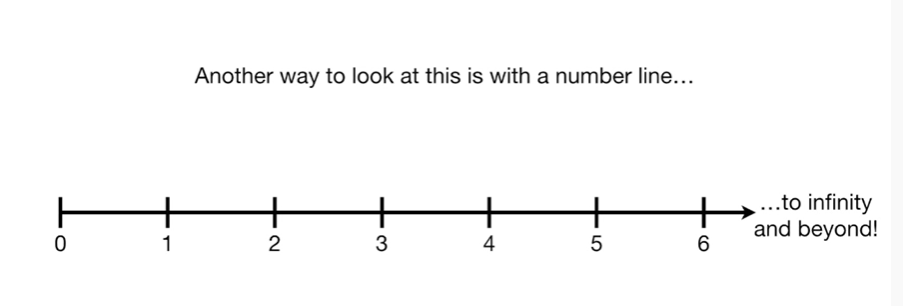 Another way to look at this is with a number line…
…to infinity
and beyond!
0 1 2 3 4 5 6